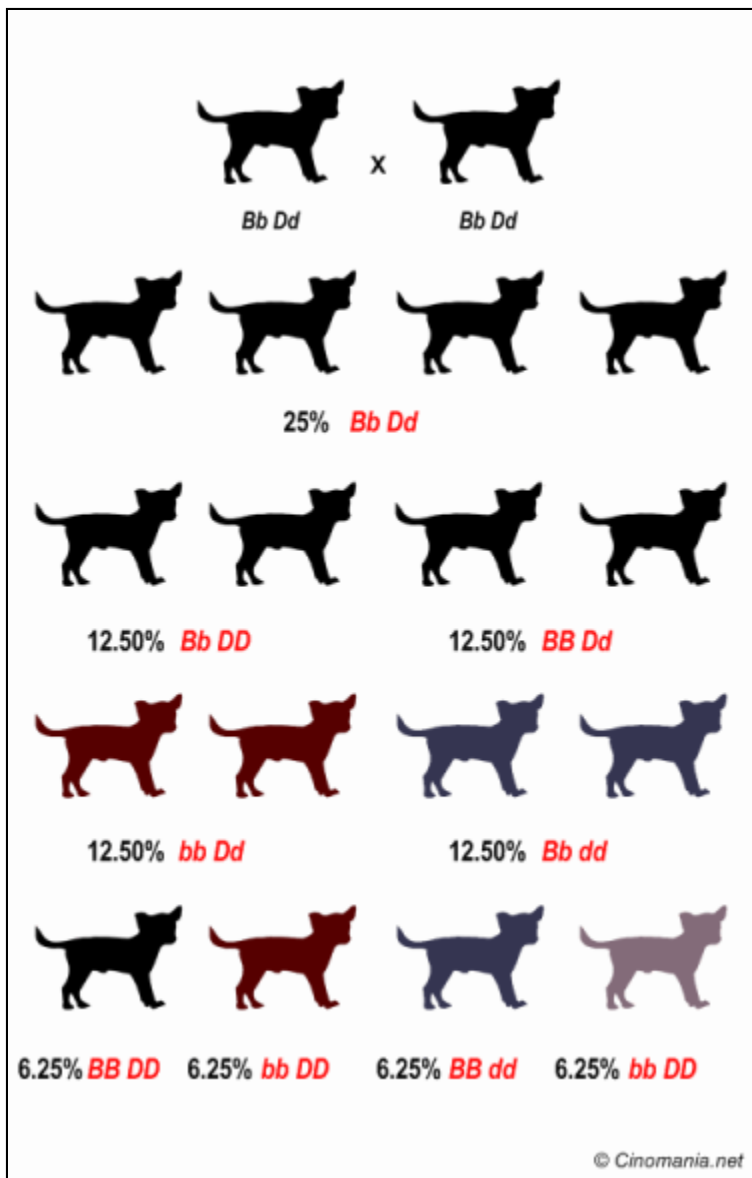 x
Bb Dd Bb Dd
25% Bb Dd
12.50% Bb DD 12.50% BB Dd
12.50% bb Dd 12.50% Bb dd
6.25% BB DD 6.25% bb DD 6.25% BB dd 6.25% bb DD
© Cinomania.net